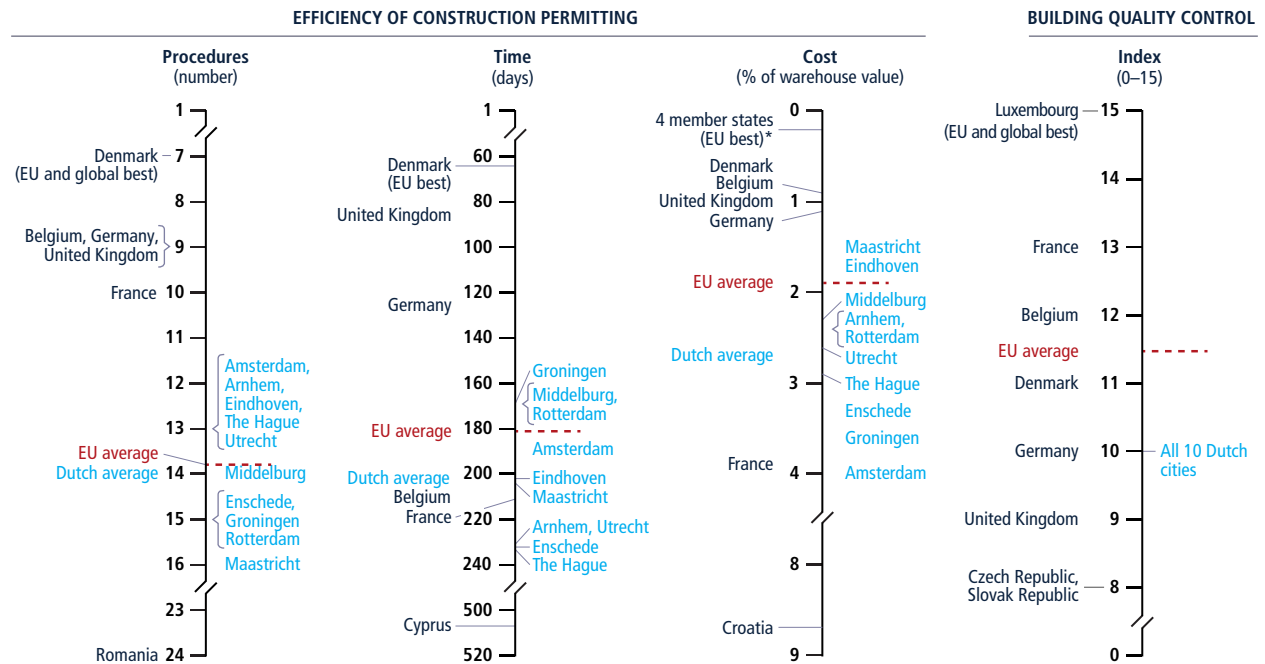 EFFICIENCY OF CONSTRUCTION PERMITTING
BUILDING QUALITY CONTROL
Procedures
(number)
1
Denmark
(EU and global best)
7
8
Belgium, Germany,
United Kingdom
9
France
10
11
Amsterdam,
Arnhem,
Eindhoven,
The Hague
Utrecht
12
13
EU average
Dutch average
14
Middelburg
Enschede,
Groningen
Rotterdam
15
16
Maastricht
23
Romania
24
Time
(days)
1
60
Denmark
(EU best)
80
United Kingdom
100
Germany
120
140
160
Groningen
Middelburg,
Rotterdam
180
EU average
Amsterdam
Dutch average
200
Eindhoven
Belgium
Maastricht
France
220
Arnhem, Utrecht
Enschede
240
The Hague
500
Cyprus
520
Cost
(% of warehouse value)
0
4 member states
(EU best)*
Denmark
Belgium
United Kingdom
1
Germany
Maastricht
Eindhoven
EU average
2
Middelburg
Arnhem,
Rotterdam
Dutch average
Utrecht
3
The Hague
Enschede
Groningen
France
4
Amsterdam
8
Croatia
9
Index
(0–15)
Luxembourg
(EU and global best)
15
14
France
13
Belgium
12
EU average
Denmark
11
Germany
10
All 10 Dutch
cities
United Kingdom
9
Czech Republic,
Slovak Republic
8
0